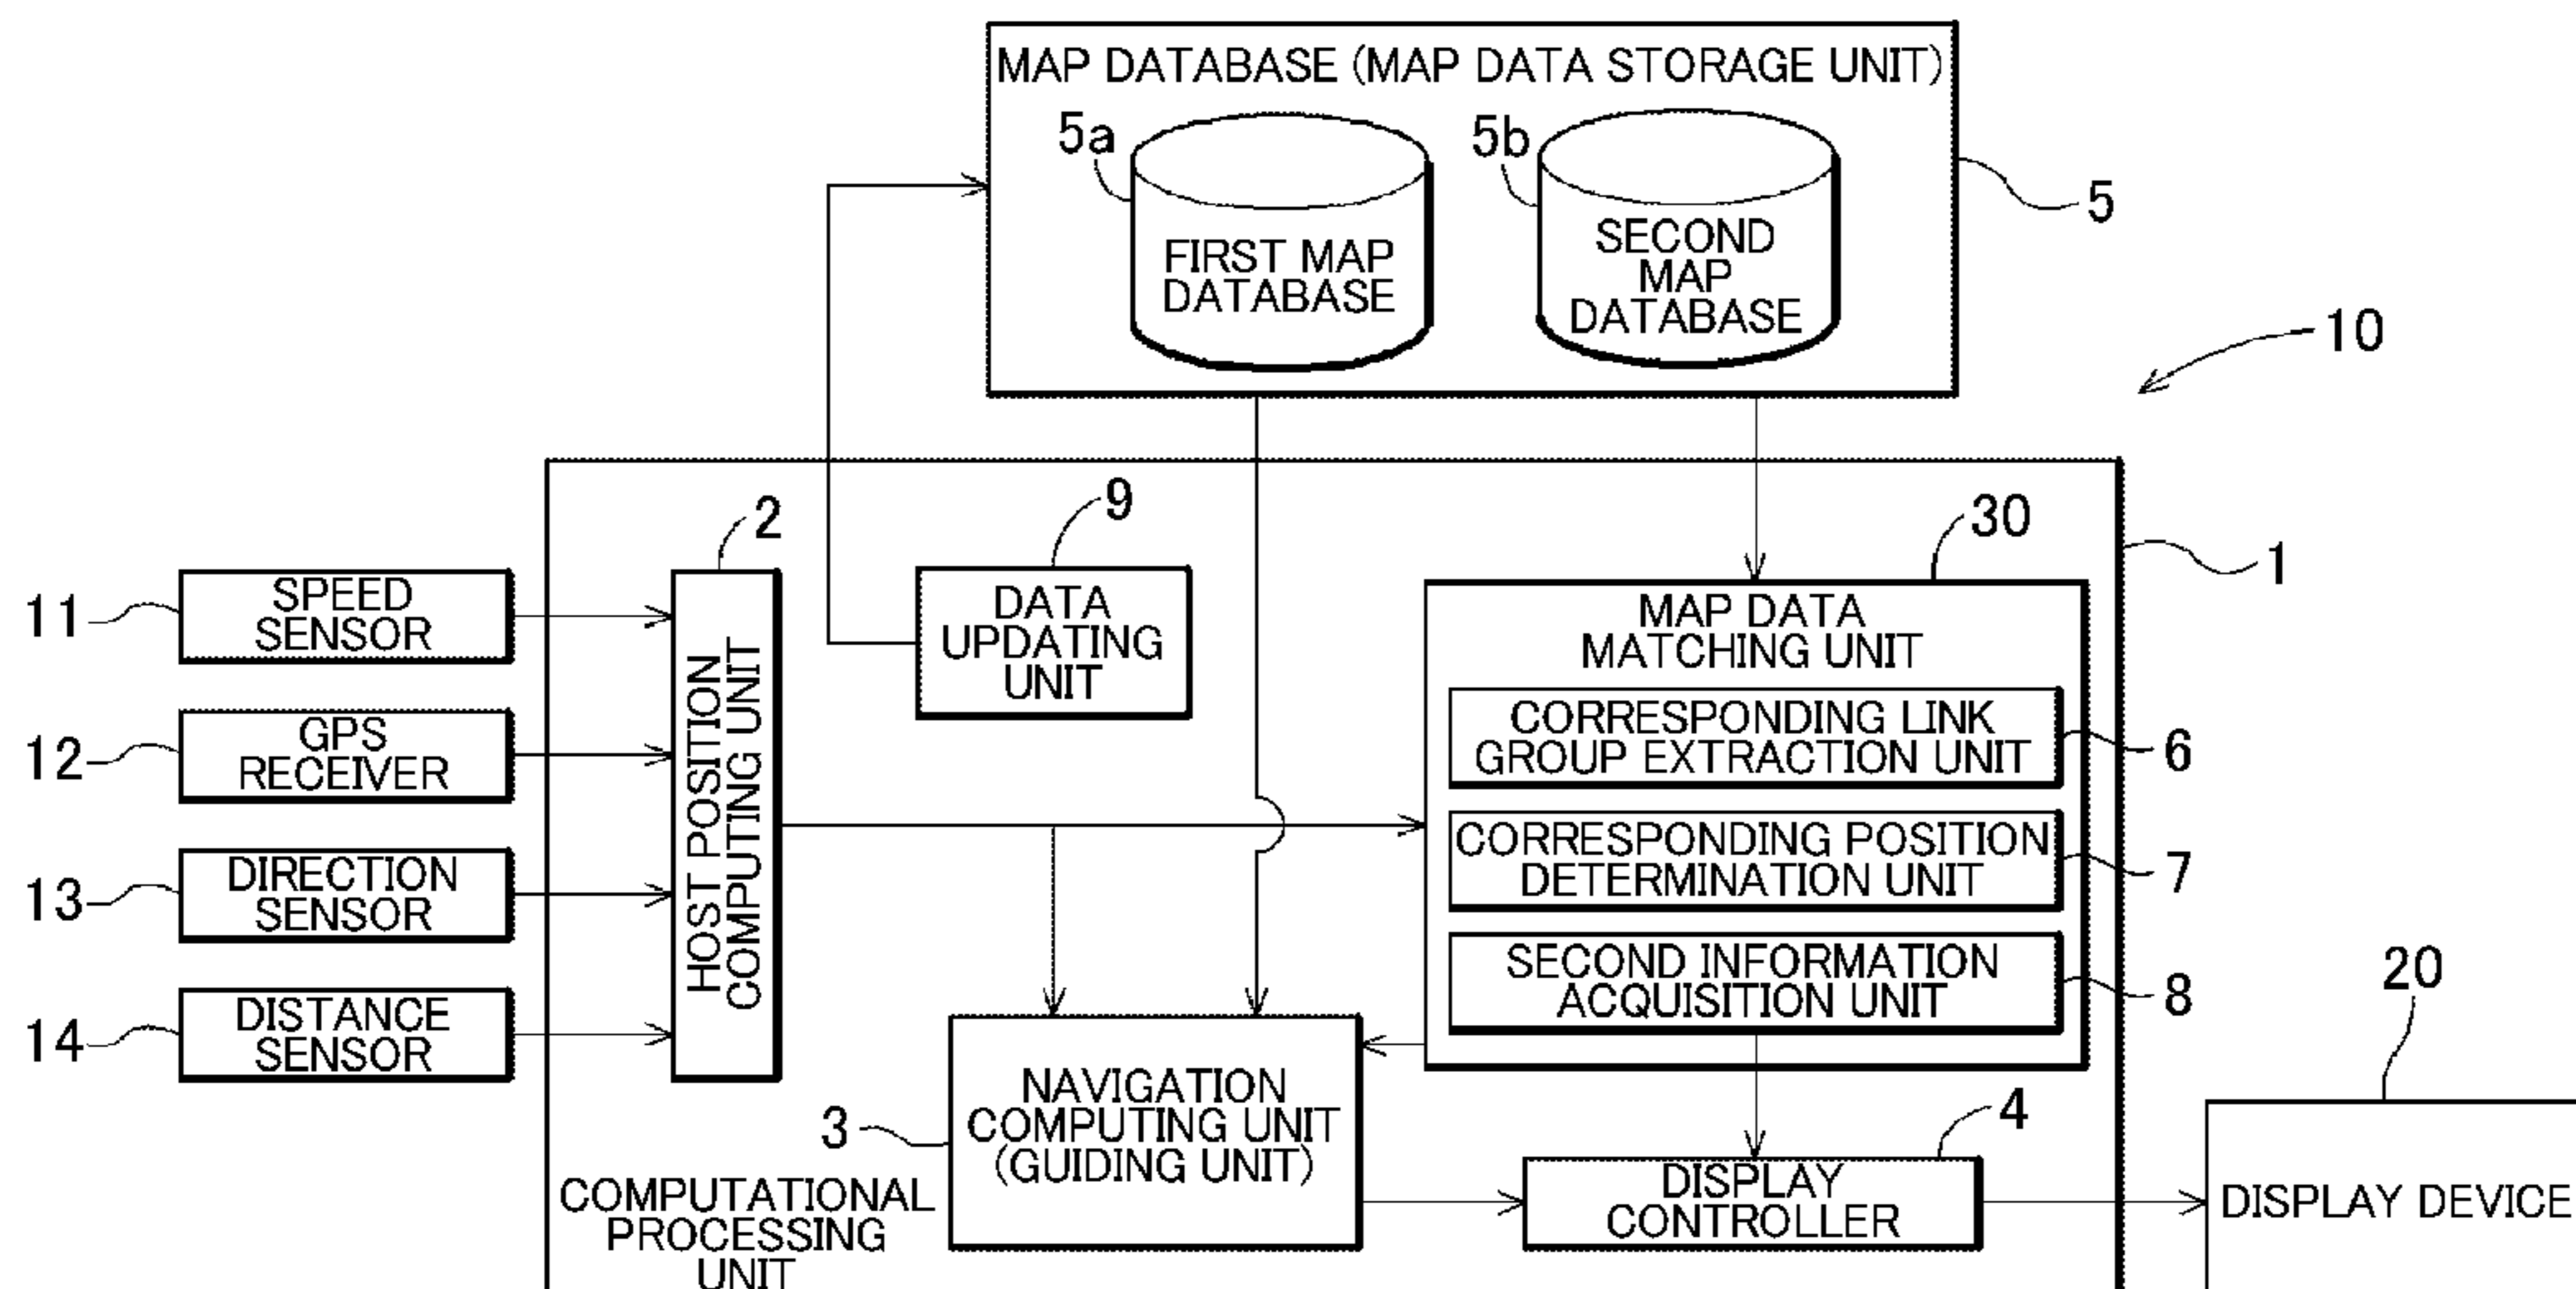 MAP DATABASE (MAP DATA STORAGE UNIT)
5a
5b
5
FIRST MAP
DATABASE
SECOND
MAP
DATABASE
10
2
9
30
1
11
SPEED
SENSOR
12
GPS
RECEIVER
13
DIRECTION
SENSOR
14
DISTANCE
SENSOR
HOST POSITION
COMPUTING UNIT
DATA
UPDATING
UNIT
MAP DATA
MATCHING UNIT
CORRESPONDING LINK
GROUP EXTRACTION UNIT
6
CORRESPONDING POSITION
DETERMINATION UNIT
7
SECOND INFORMATION
ACQUISITION UNIT
8
20
3
NAVIGATION
COMPUTING UNIT
(GUIDING UNIT)
4
DISPLAY
CONTROLLER
DISPLAY DEVICE
COMPUTATIONAL
PROCESSING
UNIT